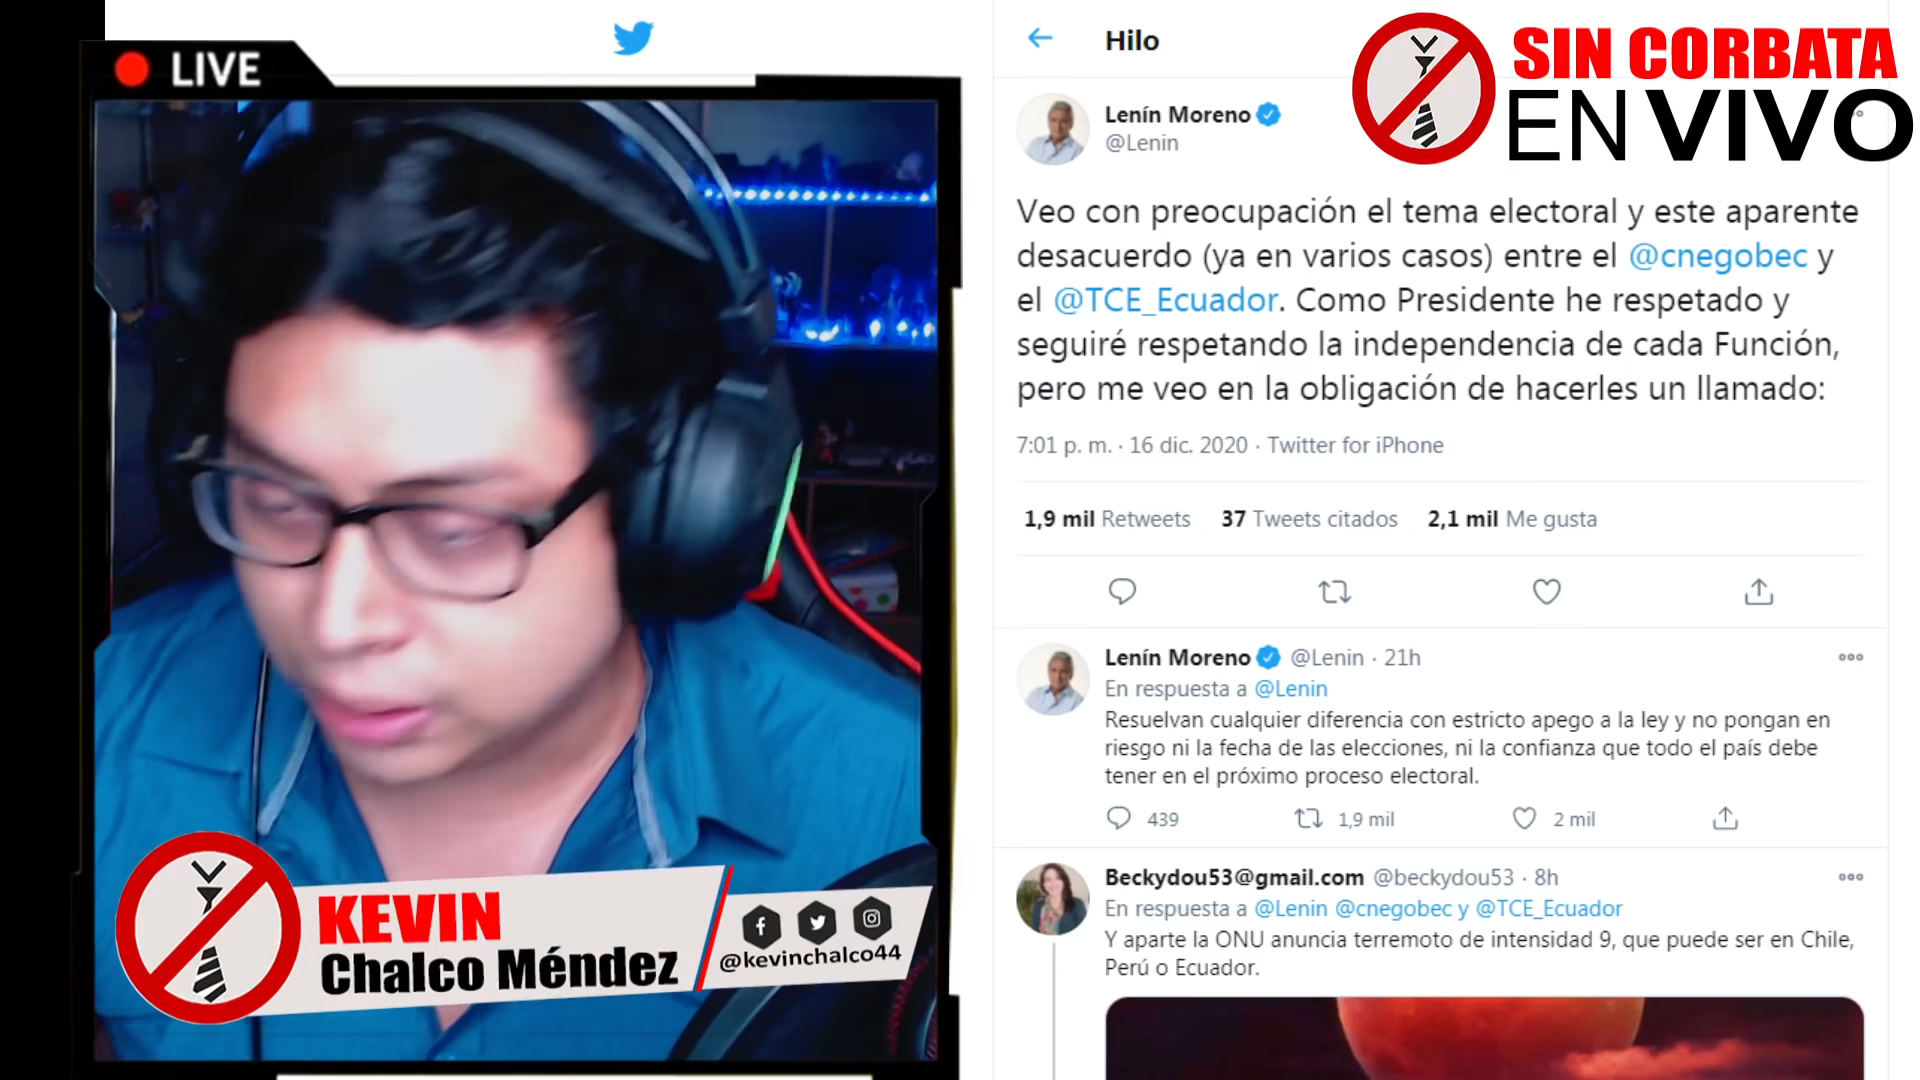 LIVE
KEVIN
Chalco Méndez
@kevinchalco44
Hilo
SIN CORBATA
EN VIVO
Lenín Moreno
@Lenin
Veo con preocupación el tema electoral y este aparente
desacuerdo (ya en varios casos) entre el @cnegobec y
el @TCE_Ecuador. Como Presidente he respetado y
seguiré respetando la independencia de cada Función,
pero me veo en la obligación de hacerles un llamado:
7:01 p. m. · 16 dic. 2020 · Twitter for iPhone
1,9 mil Retweets 37 Tweets citados 2,1 mil Me gusta
Lenín Moreno @Lenin · 21h
En respuesta a @Lenin
Resuelvan cualquier diferencia con estricto apego a la ley y no pongan en
riesgo ni la fecha de las elecciones, ni la confianza que todo el país debe
tener en el próximo proceso electoral.
439 1,9 mil 2 mil
Beckydou53@gmail.com @beckydou53 · 8h
En respuesta a @Lenin @cnegobec y @TCE_Ecuador
Y aparte la ONU anuncia terremoto de intensidad 9, que puede ser en Chile,
Perú o Ecuador.